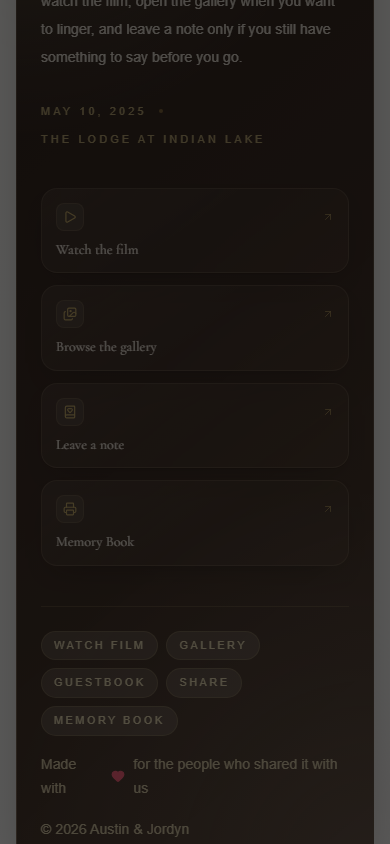 watch the film, open the gallery when you want
to linger, and leave a note only if you still have
something to say before you go.
MAY 10, 2025 •
THE LODGE AT INDIAN LAKE
Watch the film
Browse the gallery
Leave a note
Memory Book
WATCH FILM GALLERY
GUESTBOOK SHARE
MEMORY BOOK
Made with ♥ for the people who shared it with us
© 2026 Austin & Jordyn